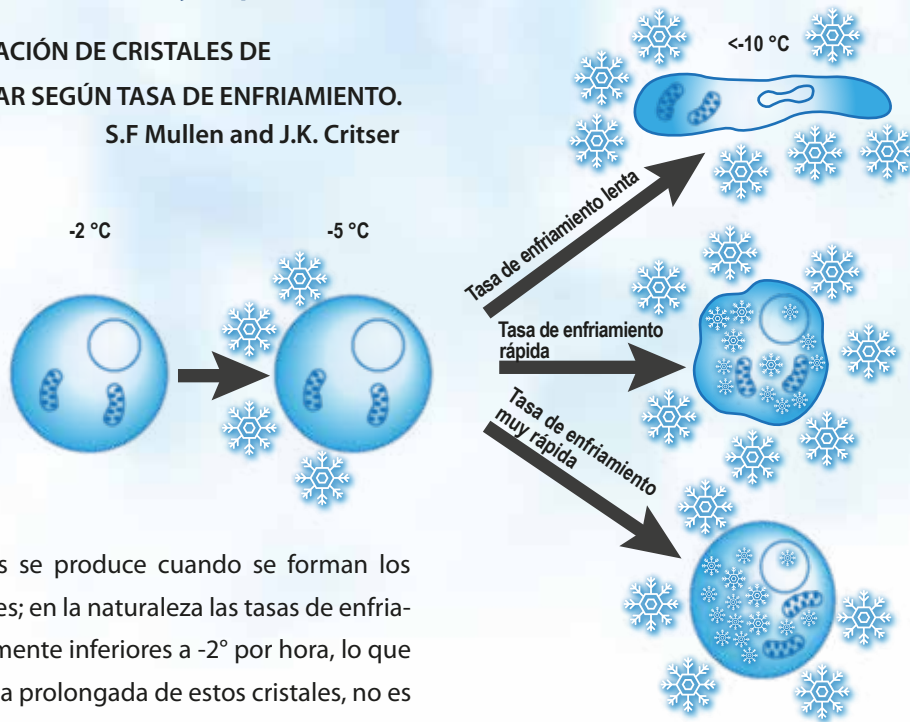 ACIÓN DE CRISTALES DE
AR SEGÚN TASA DE ENFRIAMIENTO.
S.F Mullen and J.K. Critser
<-10 °C
-2 °C
-5 °C
Tasa de enfriamiento lenta
Tasa de enfriamiento
rápida
Tasa de enfriamiento
muy rápida
s se produce cuando se forman los
es; en la naturaleza las tasas de enfria-
mente inferiores a -2° por hora, lo que
a prolongada de estos cristales, no es